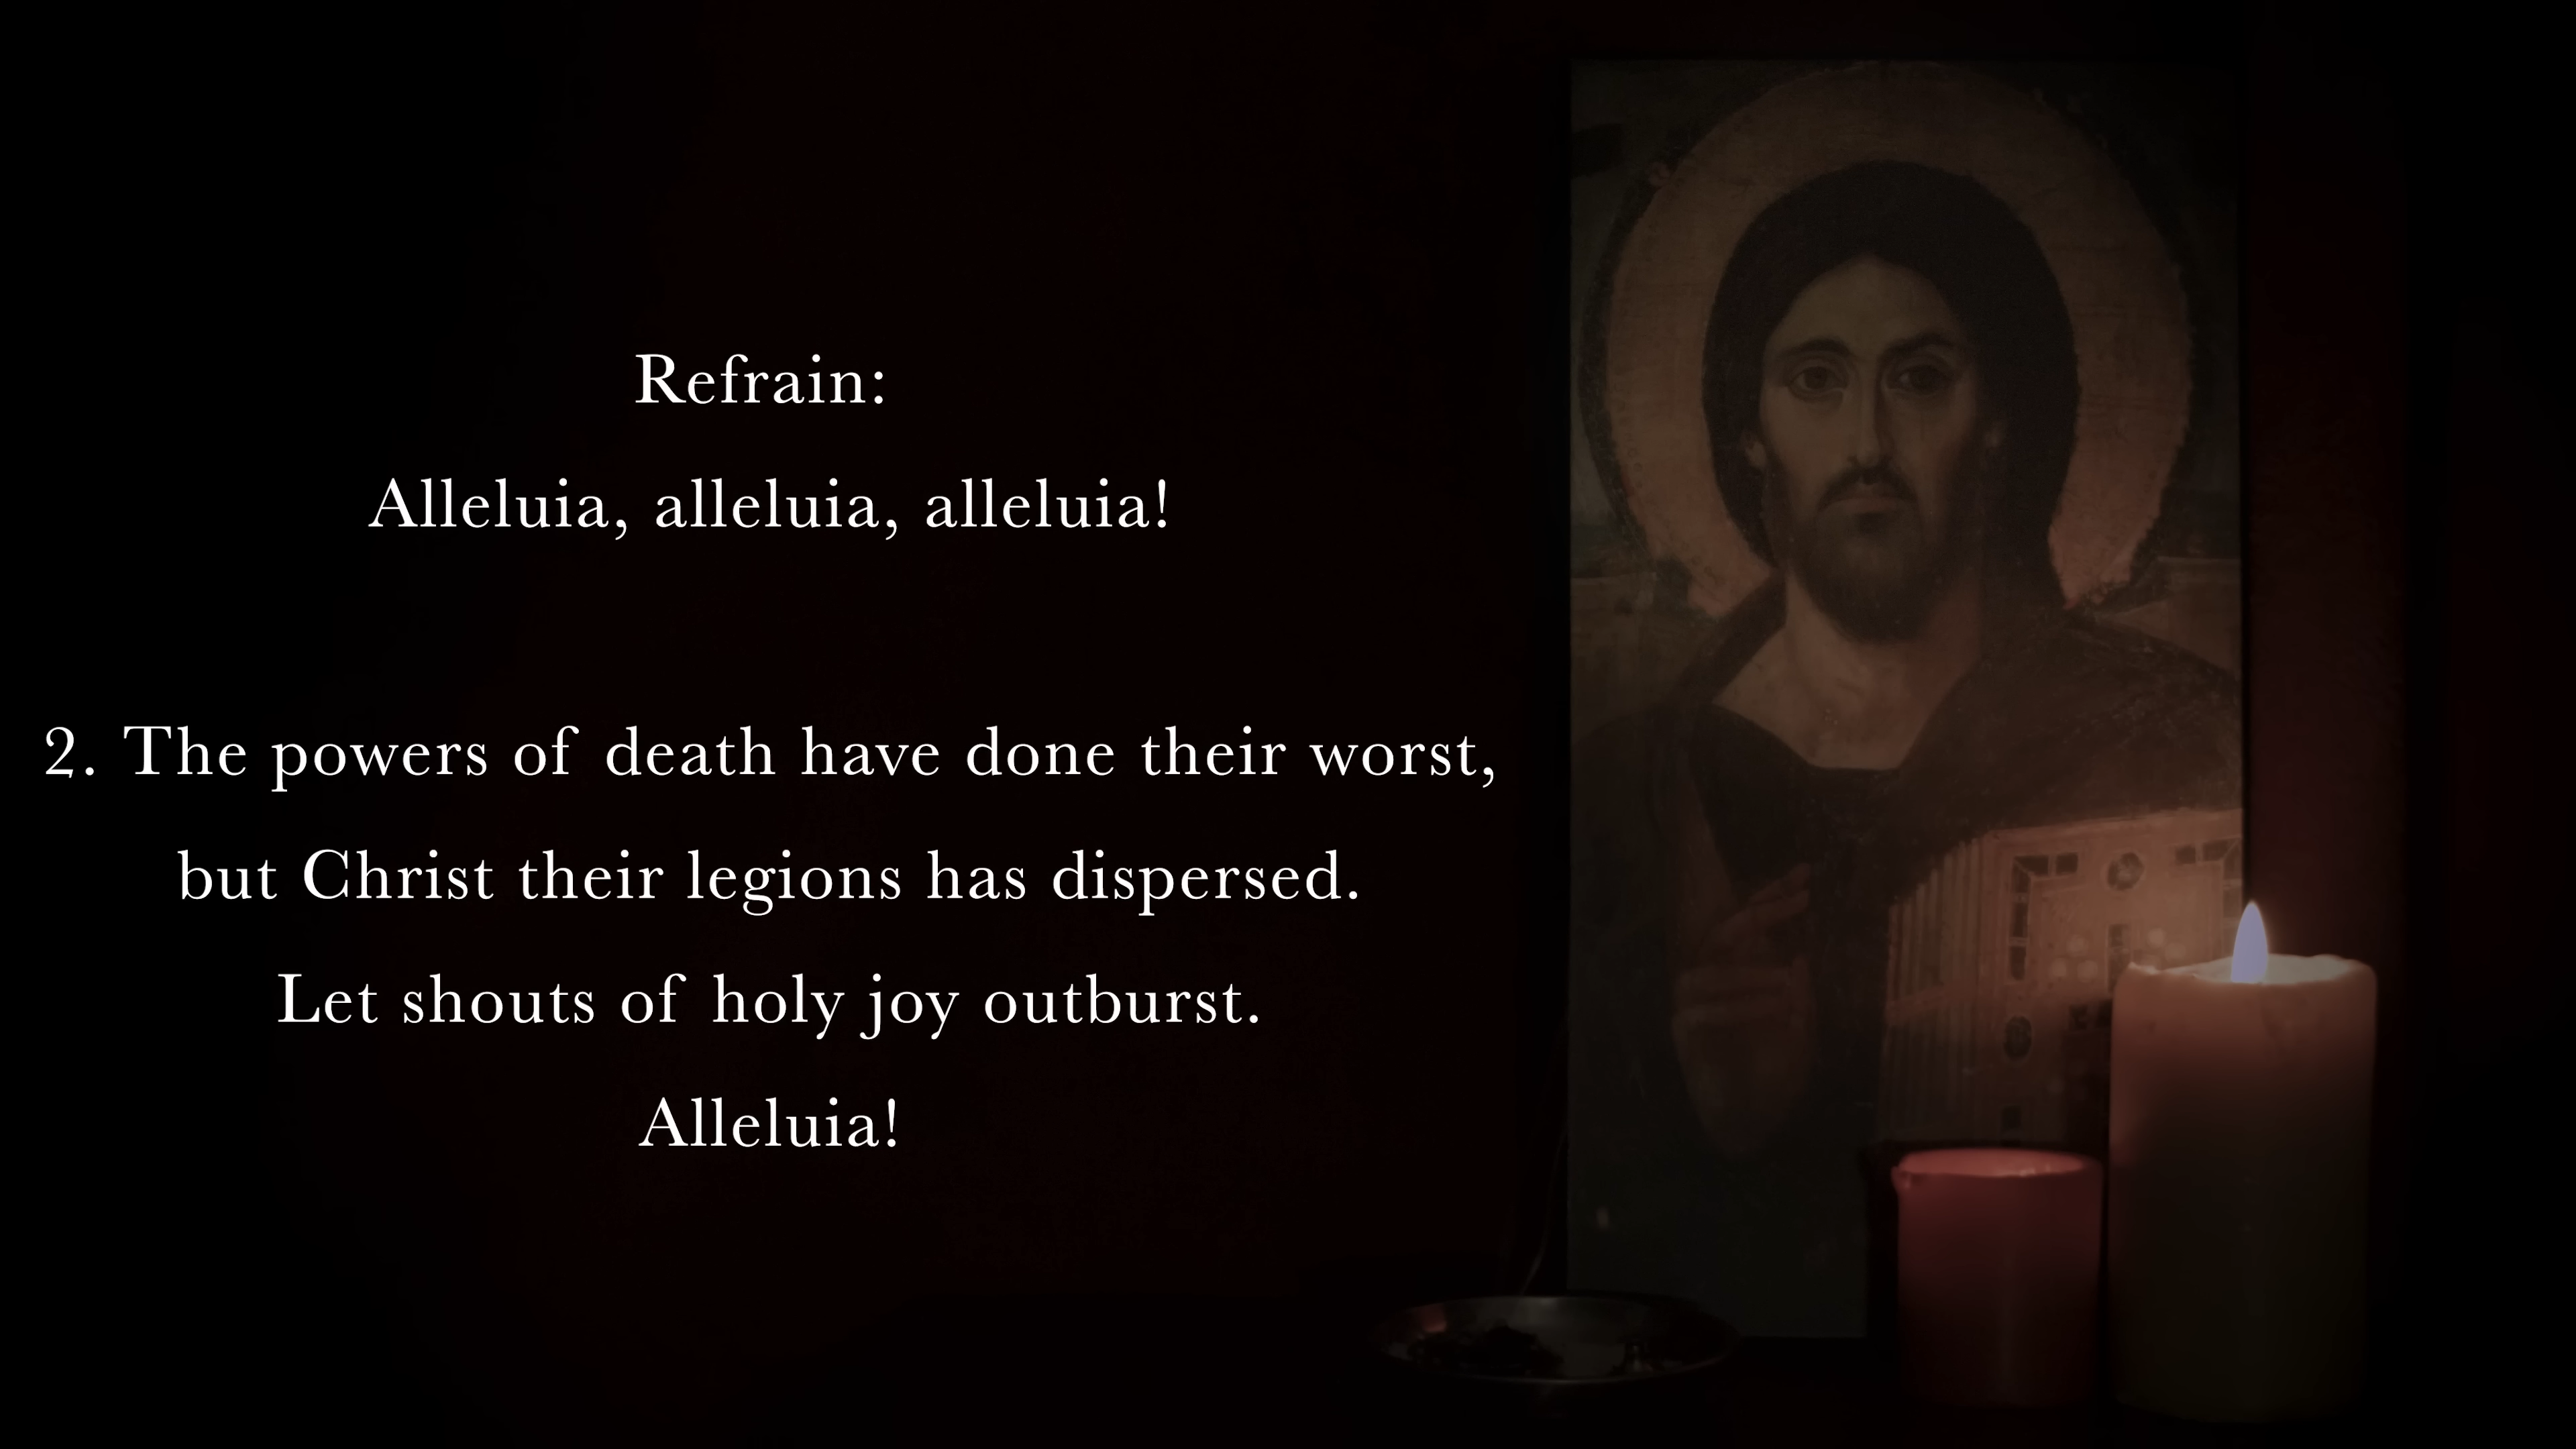 Refrain:
Alleluia, alleluia, alleluia!
2. The powers of death have done their worst,
but Christ their legions has dispersed.
Let shouts of holy joy outburst.
Alleluia!